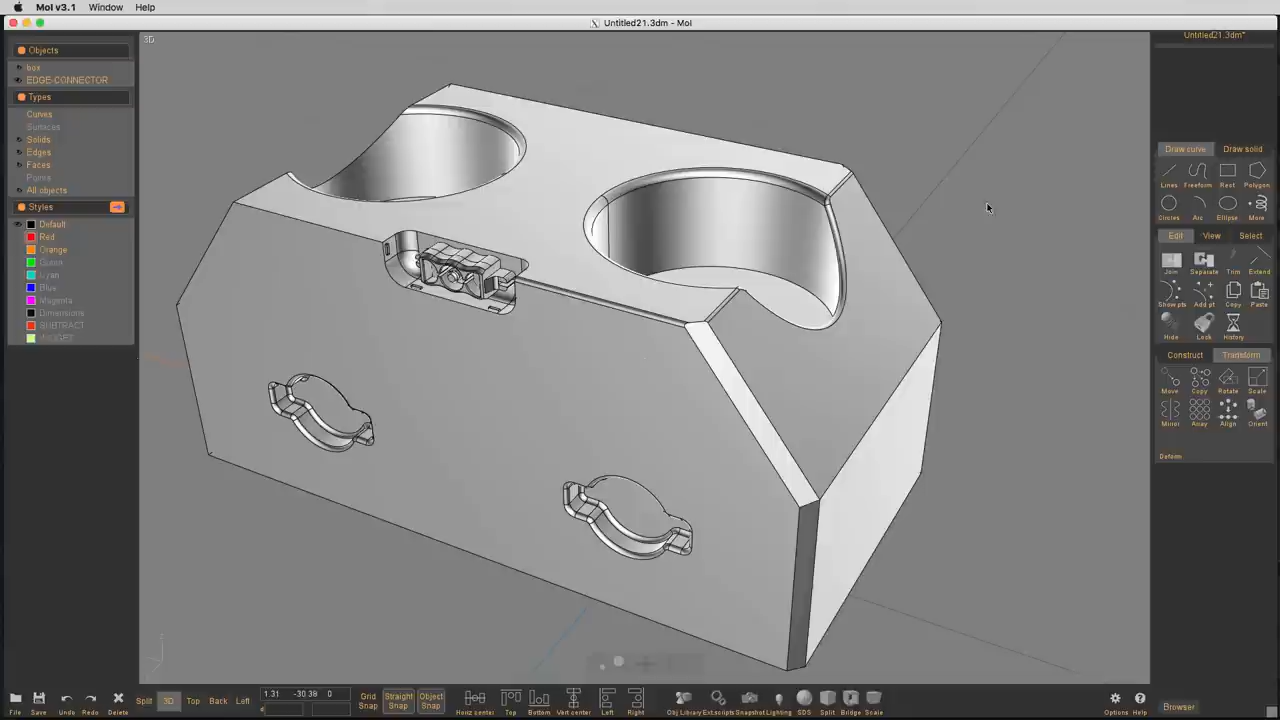 MoI v3.1 Window Help
Untitled21.3dm - MoI
3D
Untitled21.3dm*
Objects
box
EDGE-CONNECTOR
Types
Curves
Surfaces
Solids
Edges
Faces
Points
All objects
Styles
Default
Red
Orange
Cyan
Blue
Magenta
Dimensions
SUBTRACT
Draw curve Draw solid
Lines Freeform Rect Polygon
Circles Arc Ellipse More
Edit View Select
Join Separate Trim Extend
Show pts Add pt Copy Paste
Hide Lock History
Construct Transform
Move Copy Rotate Scale
Mirror Array Align Orient
Deform
File Save Undo Redo Delete
Split 3D Top Back Left
1.31 -30.38 0
d
Grid Snap
Straight Snap
Object Snap
Horiz center Top Bottom Vert center Left Right
Obj Library Ext.scripts Snapshot Lighting SDS Split Bridge Scale
Options Help
Browser